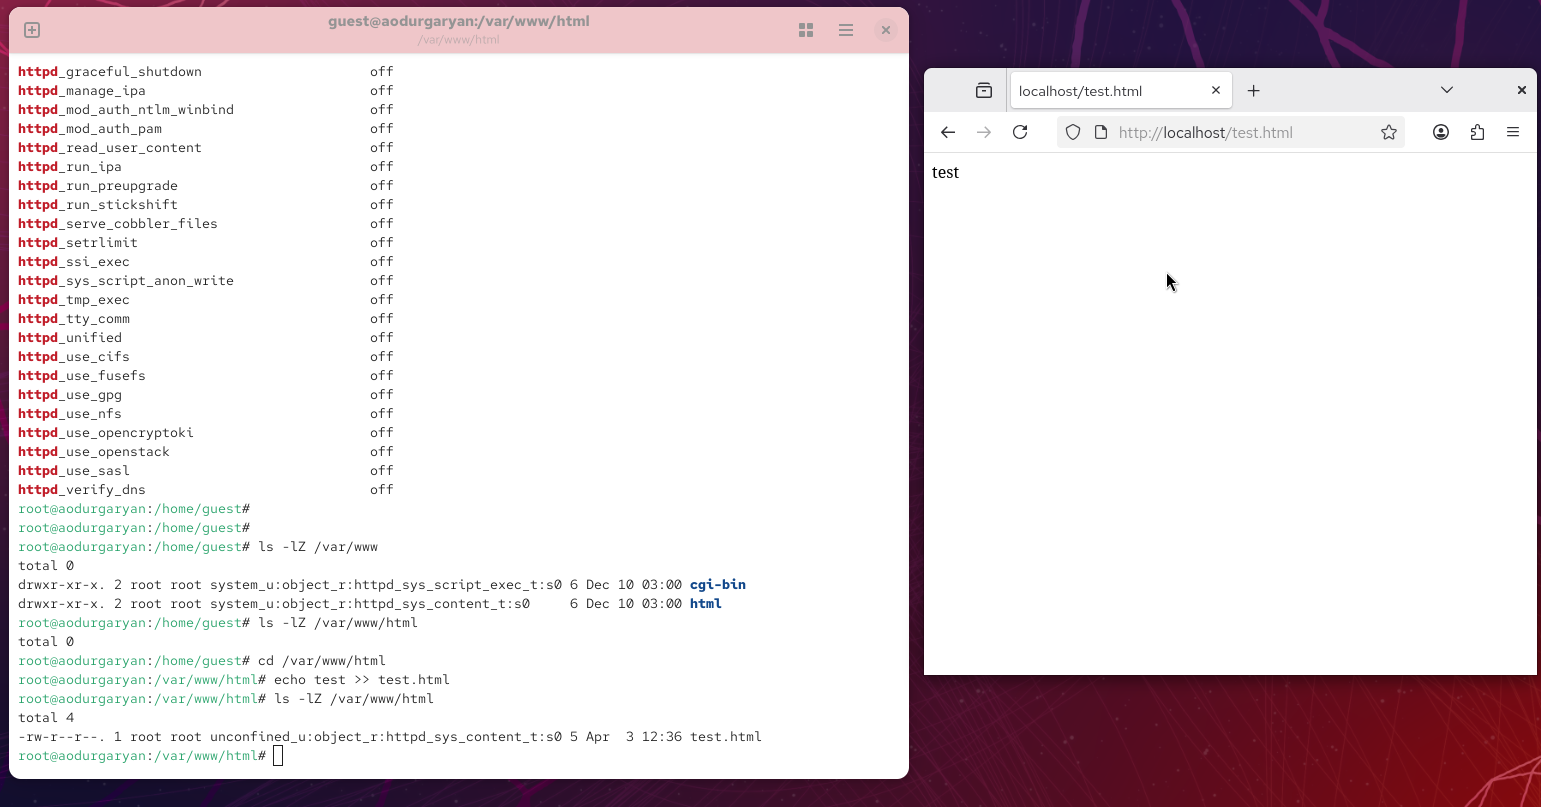 guest@aodurgaryan:/var/www/html
/var/www/html
httpd_graceful_shutdown off
httpd_manage_ipa off
httpd_mod_auth_ntlm_winbind off
httpd_mod_auth_pam off
httpd_read_user_content off
httpd_run_ipa off
httpd_run_preupgrade off
httpd_run_stickshift off
httpd_serve_cobbler_files off
httpd_setrlimit off
httpd_ssi_exec off
httpd_sys_script_anon_write off
httpd_tmp_exec off
httpd_tty_comm off
httpd_unified off
httpd_use_cifs off
httpd_use_fusefs off
httpd_use_gpg off
httpd_use_nfs off
httpd_use_opencryptoki off
httpd_use_openstack off
httpd_use_sasl off
httpd_verify_dns off
root@aodurgaryan:/home/guest#
root@aodurgaryan:/home/guest#
root@aodurgaryan:/home/guest# ls -lZ /var/www
total 0
drwxr-xr-x. 2 root root system_u:object_r:httpd_sys_script_exec_t:s0 6 Dec 10 03:00 cgi-bin
drwxr-xr-x. 2 root root system_u:object_r:httpd_sys_content_t:s0 6 Dec 10 03:00 html
root@aodurgaryan:/home/guest# ls -lZ /var/www/html
total 0
root@aodurgaryan:/home/guest# cd /var/www/html
root@aodurgaryan:/var/www/html# echo test >> test.html
root@aodurgaryan:/var/www/html# ls -lZ /var/www/html
total 4
-rw-r--r--. 1 root root unconfined_u:object_r:httpd_sys_content_t:s0 5 Apr 3 12:36 test.html
root@aodurgaryan:/var/www/html#
localhost/test.html
http://localhost/test.html
test